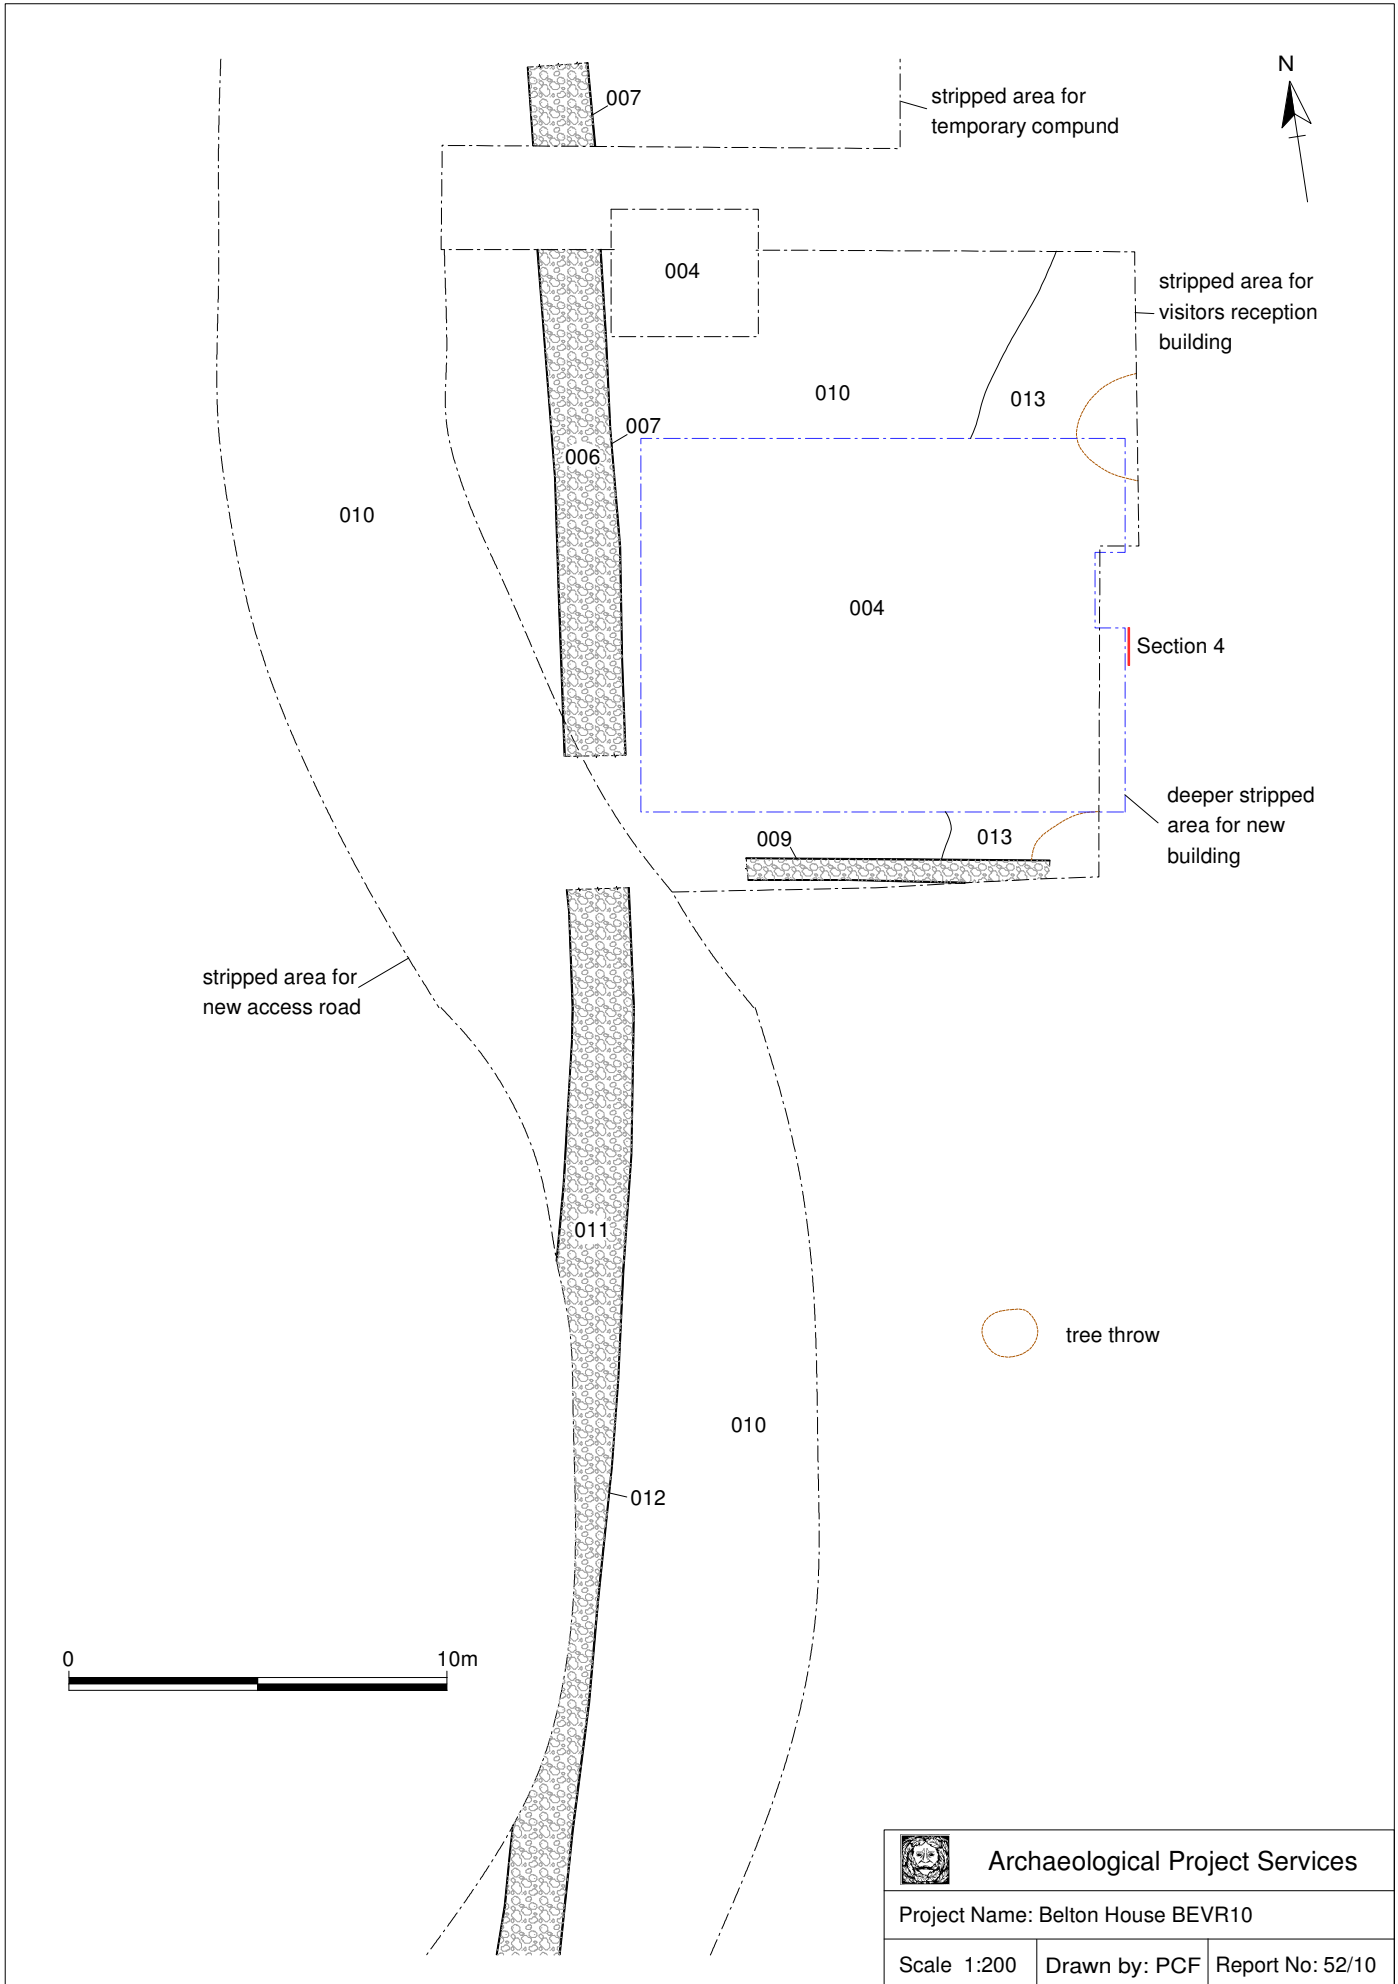 N
007
stripped area for
temporary compund
004
stripped area for
visitors reception
building
010
013
007
006
010
004
Section 4
deeper stripped
area for new
building
009
013
stripped area for
new access road
011
tree throw
010
012
0
10m
Archaeological Project Services
Project Name: Belton House BEVR10
Scale 1:200
Drawn by: PCF
Report No: 52/10